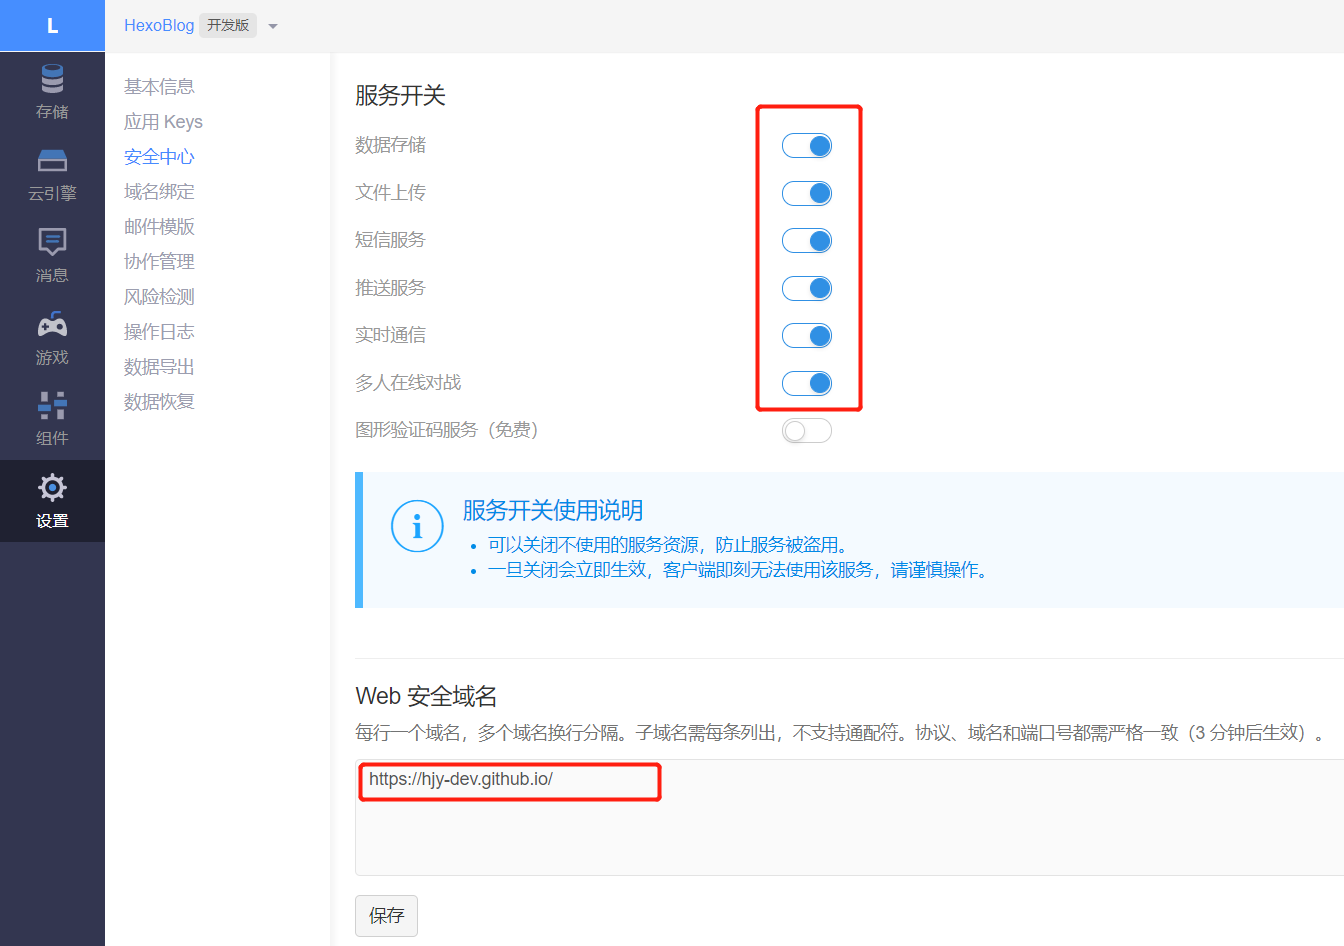 L
HexoBlog 开发版
存储
云引擎
消息
游戏
组件
设置
基本信息
应用 Keys
安全中心
域名绑定
邮件模版
协作管理
风险检测
操作日志
数据导出
数据恢复
服务开关
数据存储
文件上传
短信服务
推送服务
实时通信
多人在线对战
图形验证码服务（免费）
服务开关使用说明
可以关闭不使用的服务资源，防止服务被盗用。
一旦关闭会立即生效，客户端即刻无法使用该服务，请谨慎操作。
Web 安全域名
每行一个域名，多个域名换行分隔。子域名需每条列出，不支持通配符。协议、域名和端口号都需严格一致（3 分钟后生效）。
https://hjy-dev.github.io/
保存